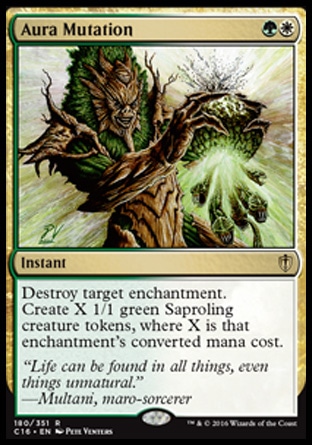 Aura Mutation
PV
Instant
Destroy target enchantment.
Create X 1/1 green Saproling
creature tokens, where X is that
enchantment's converted mana cost.
"Life can be found in all things, even
things unnatural."
—Multani, maro-sorcerer
180/351 R
C16 • EN Pete Venters
™ & © 2016 Wizards of the Coast